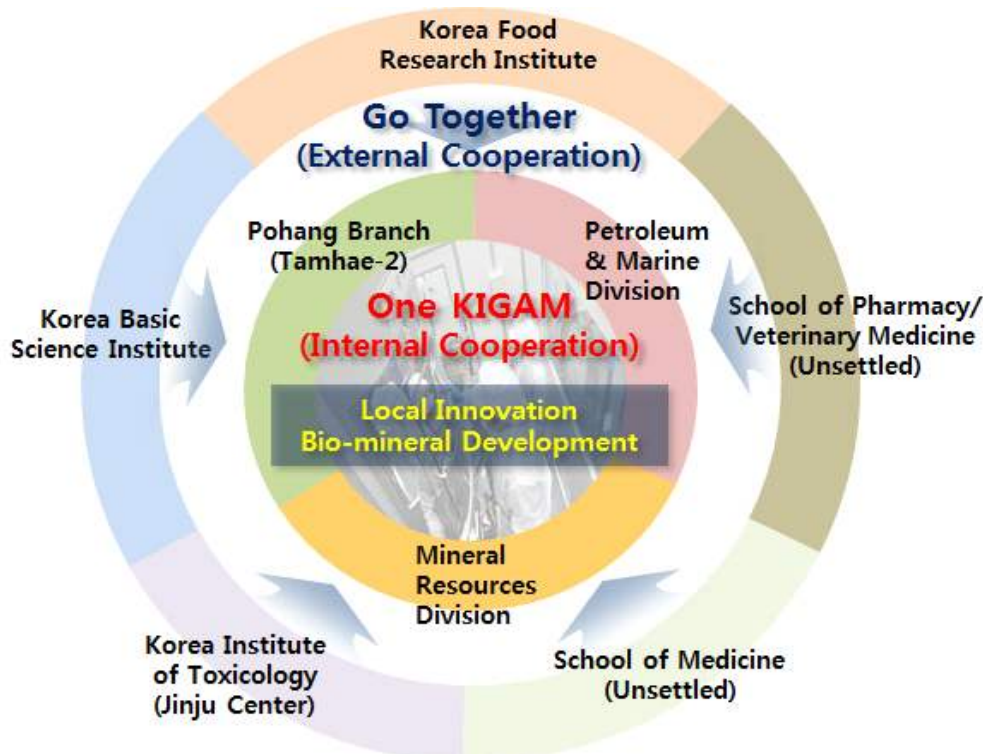 Korea Food
Research Institute
Go Together
(External Cooperation)
Pohang Branch
(Tamhae-2)
Petroleum
& Marine
Division
One KIGAM
(Internal Cooperation)
Korea Basic
Science Institute
School of Pharmacy/
Veterinary Medicine
(Unsettled)
Local Innovation
Bio-mineral Development
Mineral
Resources
Division
Korea Institute
of Toxicology
(Jinju Center)
School of Medicine
(Unsettled)